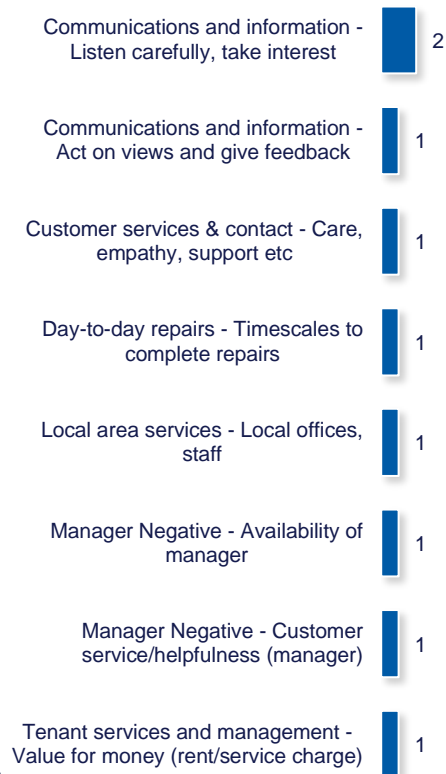 Communications and information -
Listen carefully, take interest
2
Communications and information -
Act on views and give feedback
1
Customer services & contact - Care,
empathy, support etc
1
Day-to-day repairs - Timescales to
complete repairs
1
Local area services - Local offices,
staff
1
Manager Negative - Availability of
manager
1
Manager Negative - Customer
service/helpfulness (manager)
1
Tenant services and management -
Value for money (rent/service charge)
1